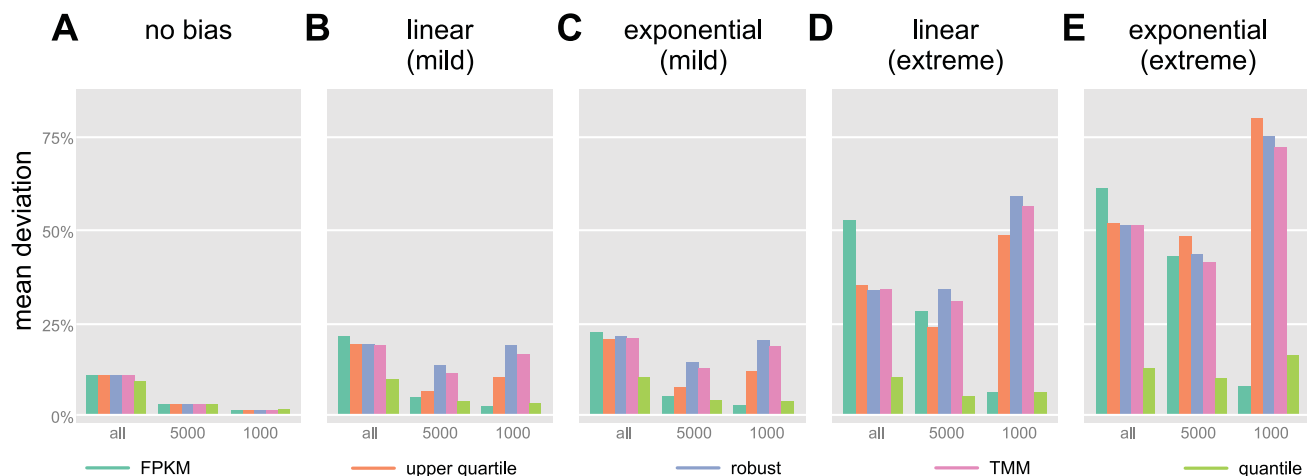 A no bias
B linear
(mild)
C exponential
(mild)
D linear
(extreme)
E exponential
(extreme)
mean deviation
75%
50%
25%
0%
all 5000 1000
all 5000 1000
all 5000 1000
all 5000 1000
all 5000 1000
FPKM upper quartile robust TMM quantile